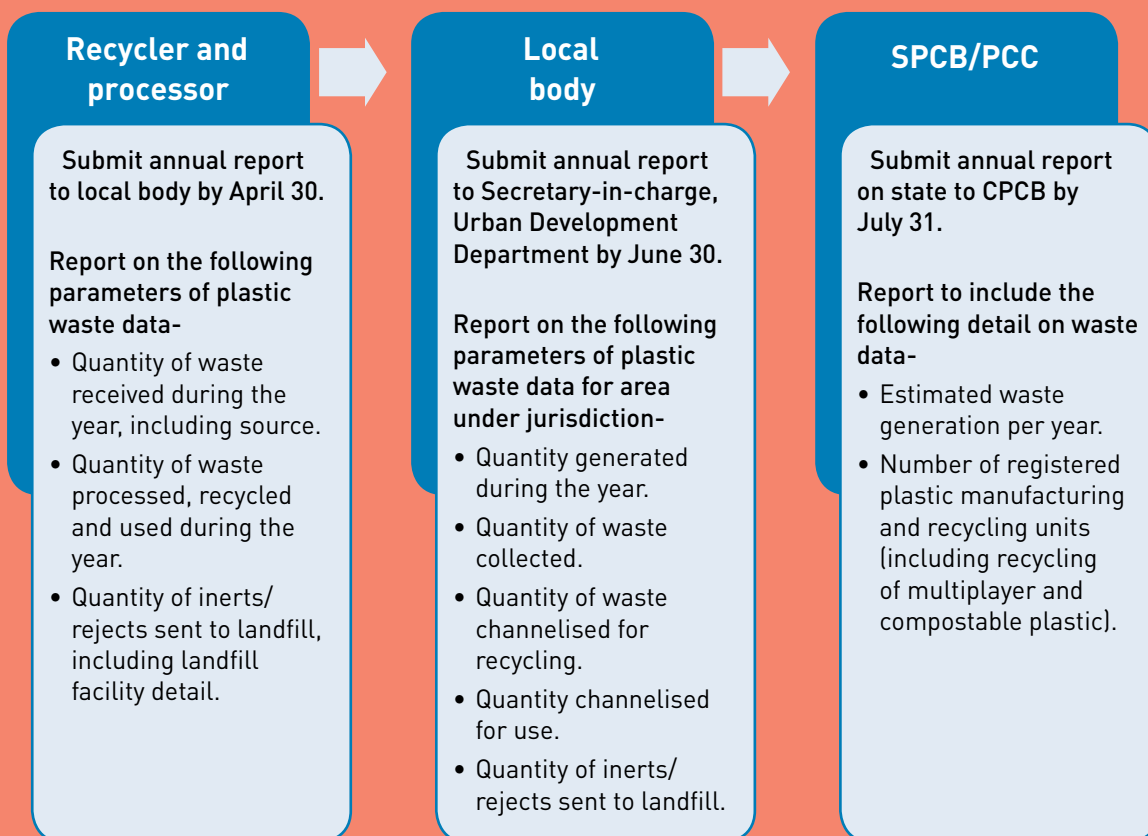 Recycler and
processor
Submit annual report
to local body by April 30.
Report on the following
parameters of plastic
waste data-
• Quantity of waste
received during the
year, including source.
• Quantity of waste
processed, recycled
and used during the
year.
• Quantity of inerts/
rejects sent to landfill,
including landfill
facility detail.
Local
body
Submit annual report
to Secretary-in-charge,
Urban Development
Department by June 30.
Report on the following
parameters of plastic
waste data for area
under jurisdiction-
• Quantity generated
during the year.
• Quantity of waste
collected.
• Quantity of waste
channelised for
recycling.
• Quantity channelised
for use.
• Quantity of inerts/
rejects sent to landfill.
SPCB/PCC
Submit annual report
on state to CPCB by
July 31.
Report to include the
following detail on waste
data-
• Estimated waste
generation per year.
• Number of registered
plastic manufacturing
and recycling units
(including recycling
of multiplayer and
compostable plastic).